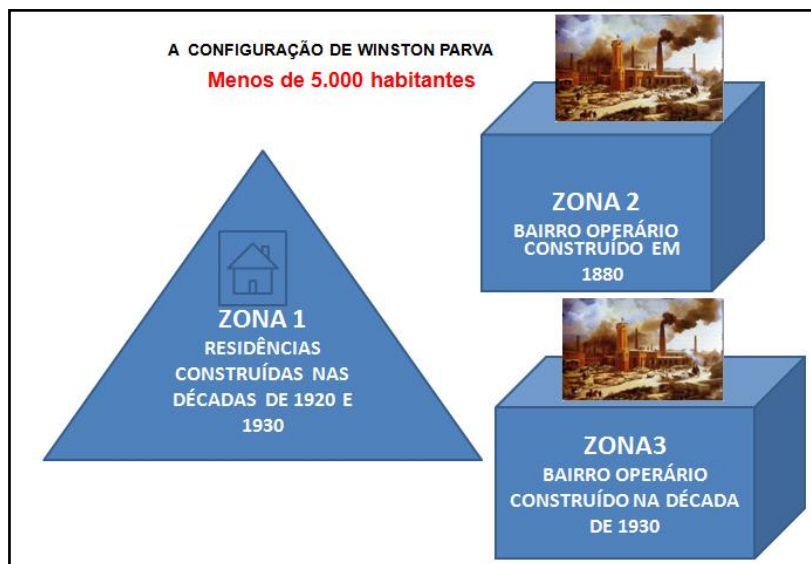 A CONFIGURAÇÃO DE WINSTON PARVA
Menos de 5.000 habitantes
ZONA 1
RESIDÊNCIAS
CONSTRUÍDAS NAS
DÉCADAS DE 1920 E
1930
ZONA 2
BAIRRO OPERÁRIO
CONSTRUÍDO EM
1880
ZONA3
BAIRRO OPERÁRIO
CONSTRUÍDO NA DÉCADA
DE 1930